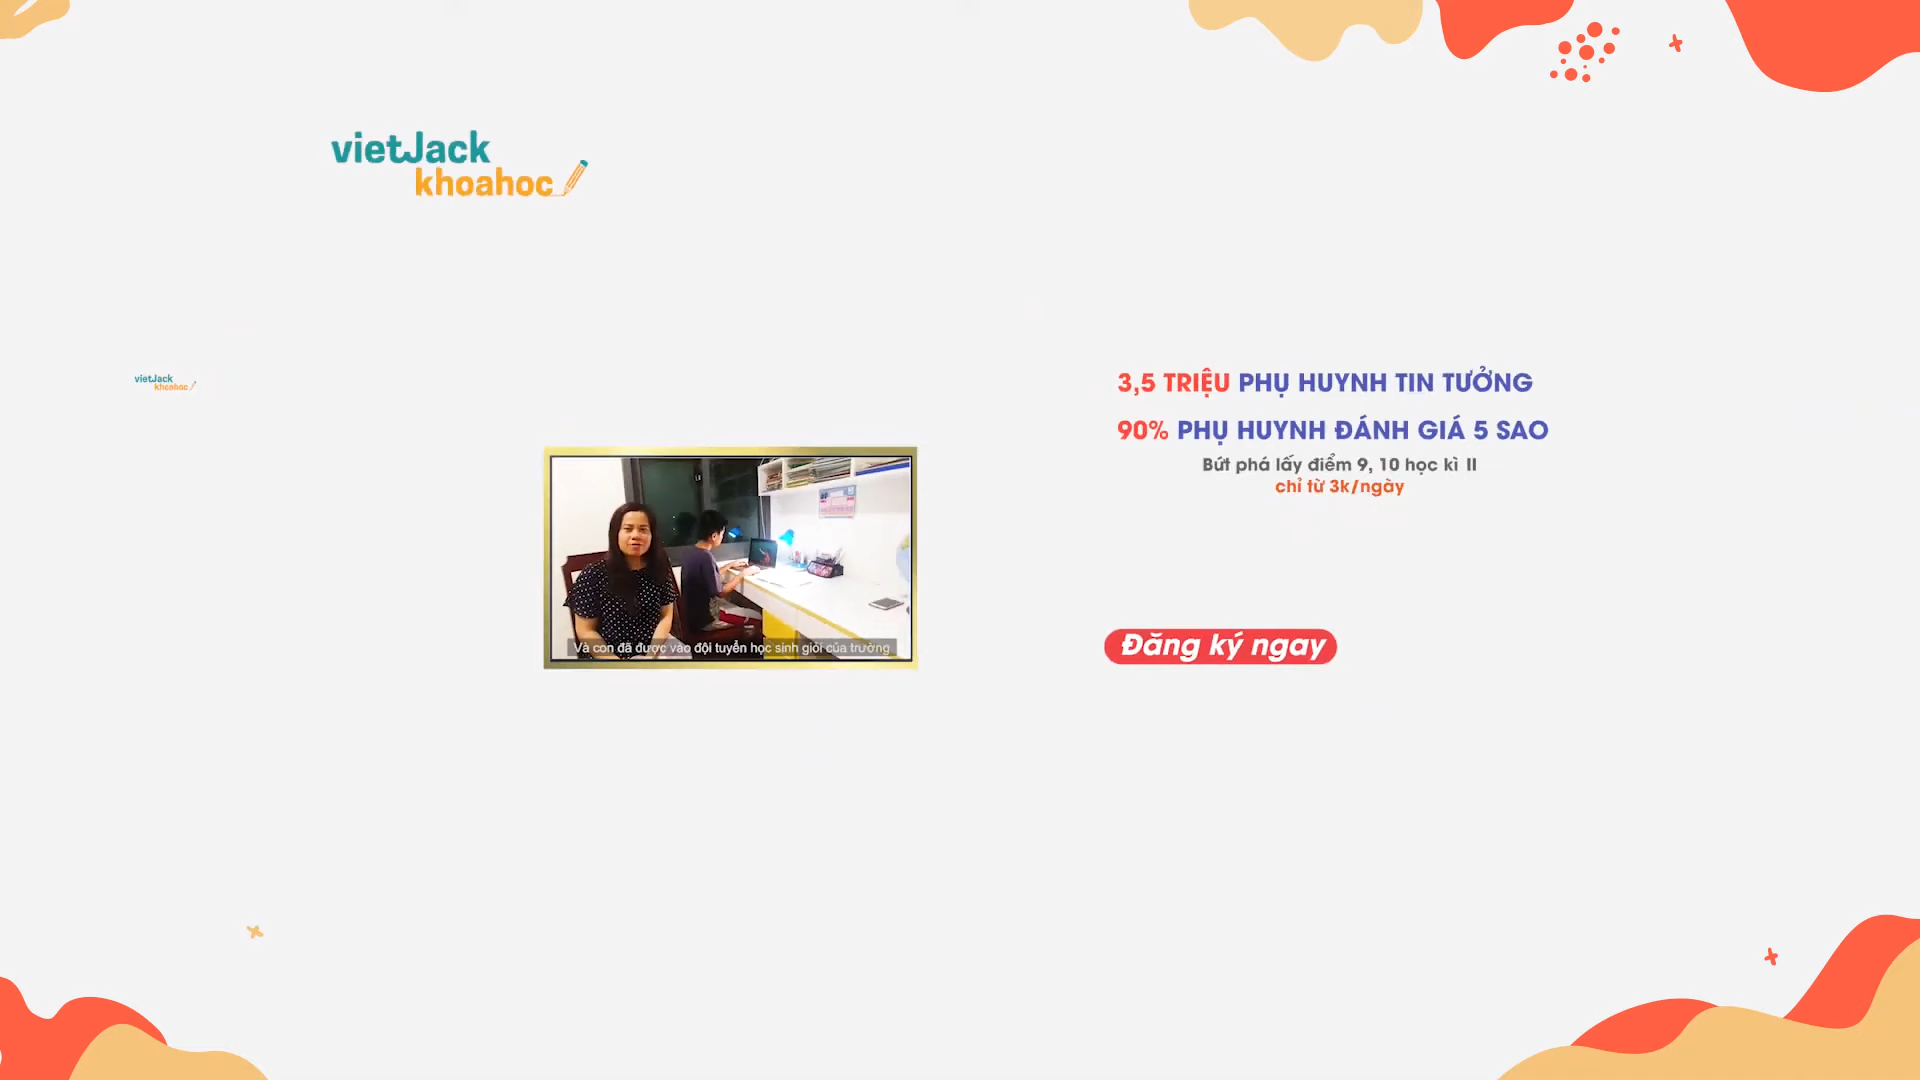 vietJack
khoahoc
vietJack
khoahoc
3,5 TRIỆU PHỤ HUYNH TIN TƯỞNG
90% PHỤ HUYNH ĐÁNH GIÁ 5 SAO
Bứt phá lấy điểm 9, 10 học kì II
chỉ từ 3k/ngày
Và con đã được vào đội tuyển học sinh giỏi của trường
Đăng ký ngay